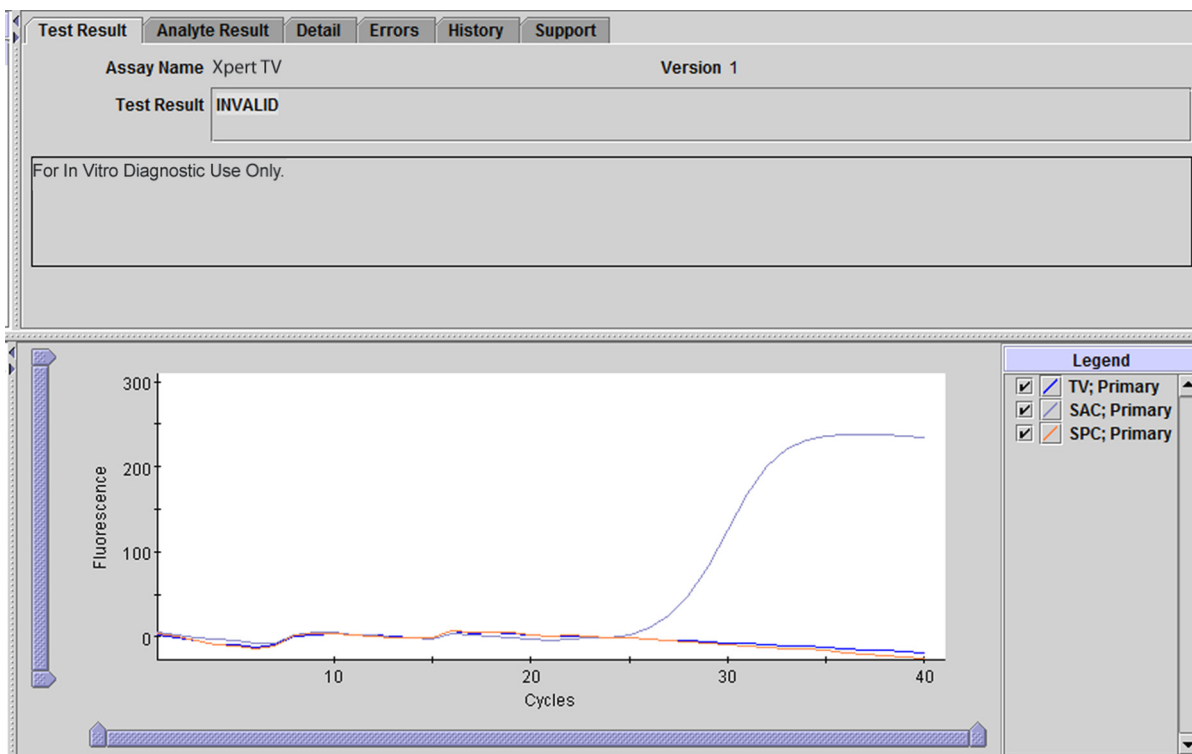 Test Result Analyte Result Detail Errors History Support
Assay Name Xpert TV Version 1
Test Result INVALID
For In Vitro Diagnostic Use Only.
Legend
TV; Primary
SAC; Primary
SPC; Primary
300
200
100
0
Fluorescence
10 20 30 40
Cycles